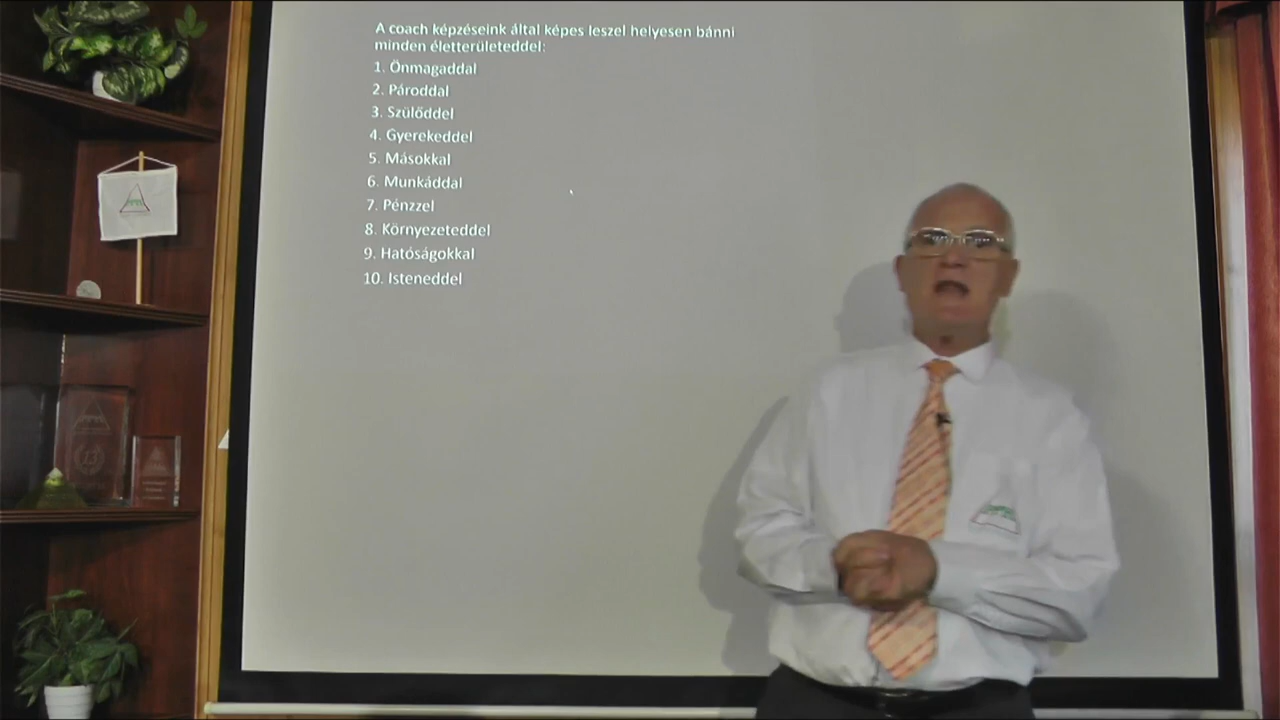 A coach képzéseink által képes leszel helyesen bánni
minden életterületeddel:
1. Önmagaddal
2. Pároddal
3. Szülőddel
4. Gyerekeddel
5. Másokkal
6. Munkáddal
7. Pénzzel
8. Környezeteddel
9. Hatóságokkal
10. Isteneddel
13